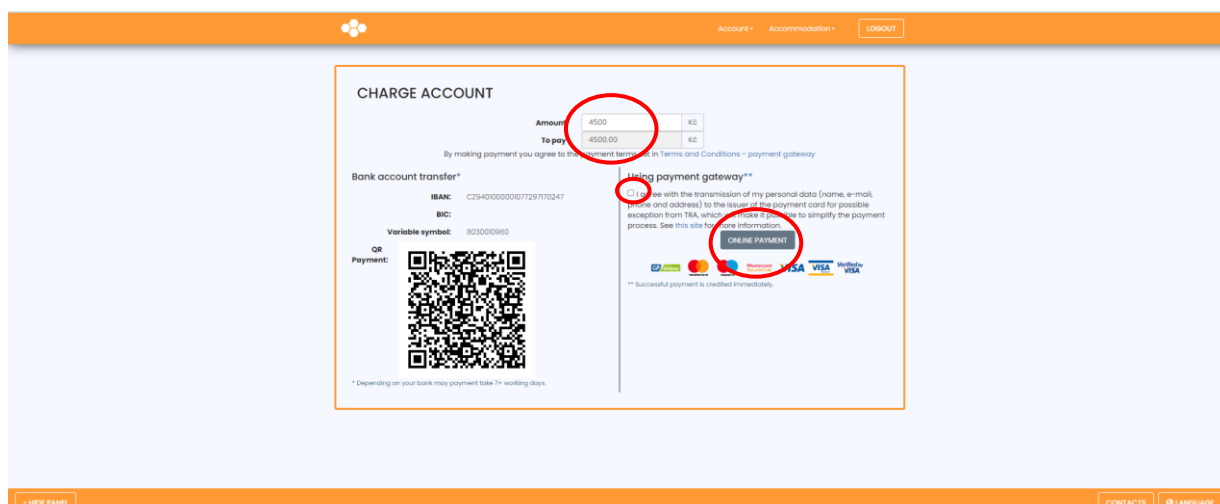 Account
Accommodation
LOGOUT
CHARGE ACCOUNT
Amount: 4500 Kč
To pay: 4500.00 Kč
By making payment you agree to the payment terms set in Terms and Conditions - payment gateway
Bank account transfer*
IBAN:
BIC:
Variable symbol: 8030010960
QR
Payment:
* Depending on your bank may payment take 7+ working days.
Using payment gateway**
I agree with the transmission of my personal data (name, e-mail,
phone and address) to the issuer of the payment card for possible
exception from TRA, which will make it possible to simplify the payment
process. See this site for more information.
ONLINE PAYMENT
VISA
VISA
Verified by
VISA
** Successful payment is credited immediately.
HIDE PANEL
CONTACTS
LANGUAGE